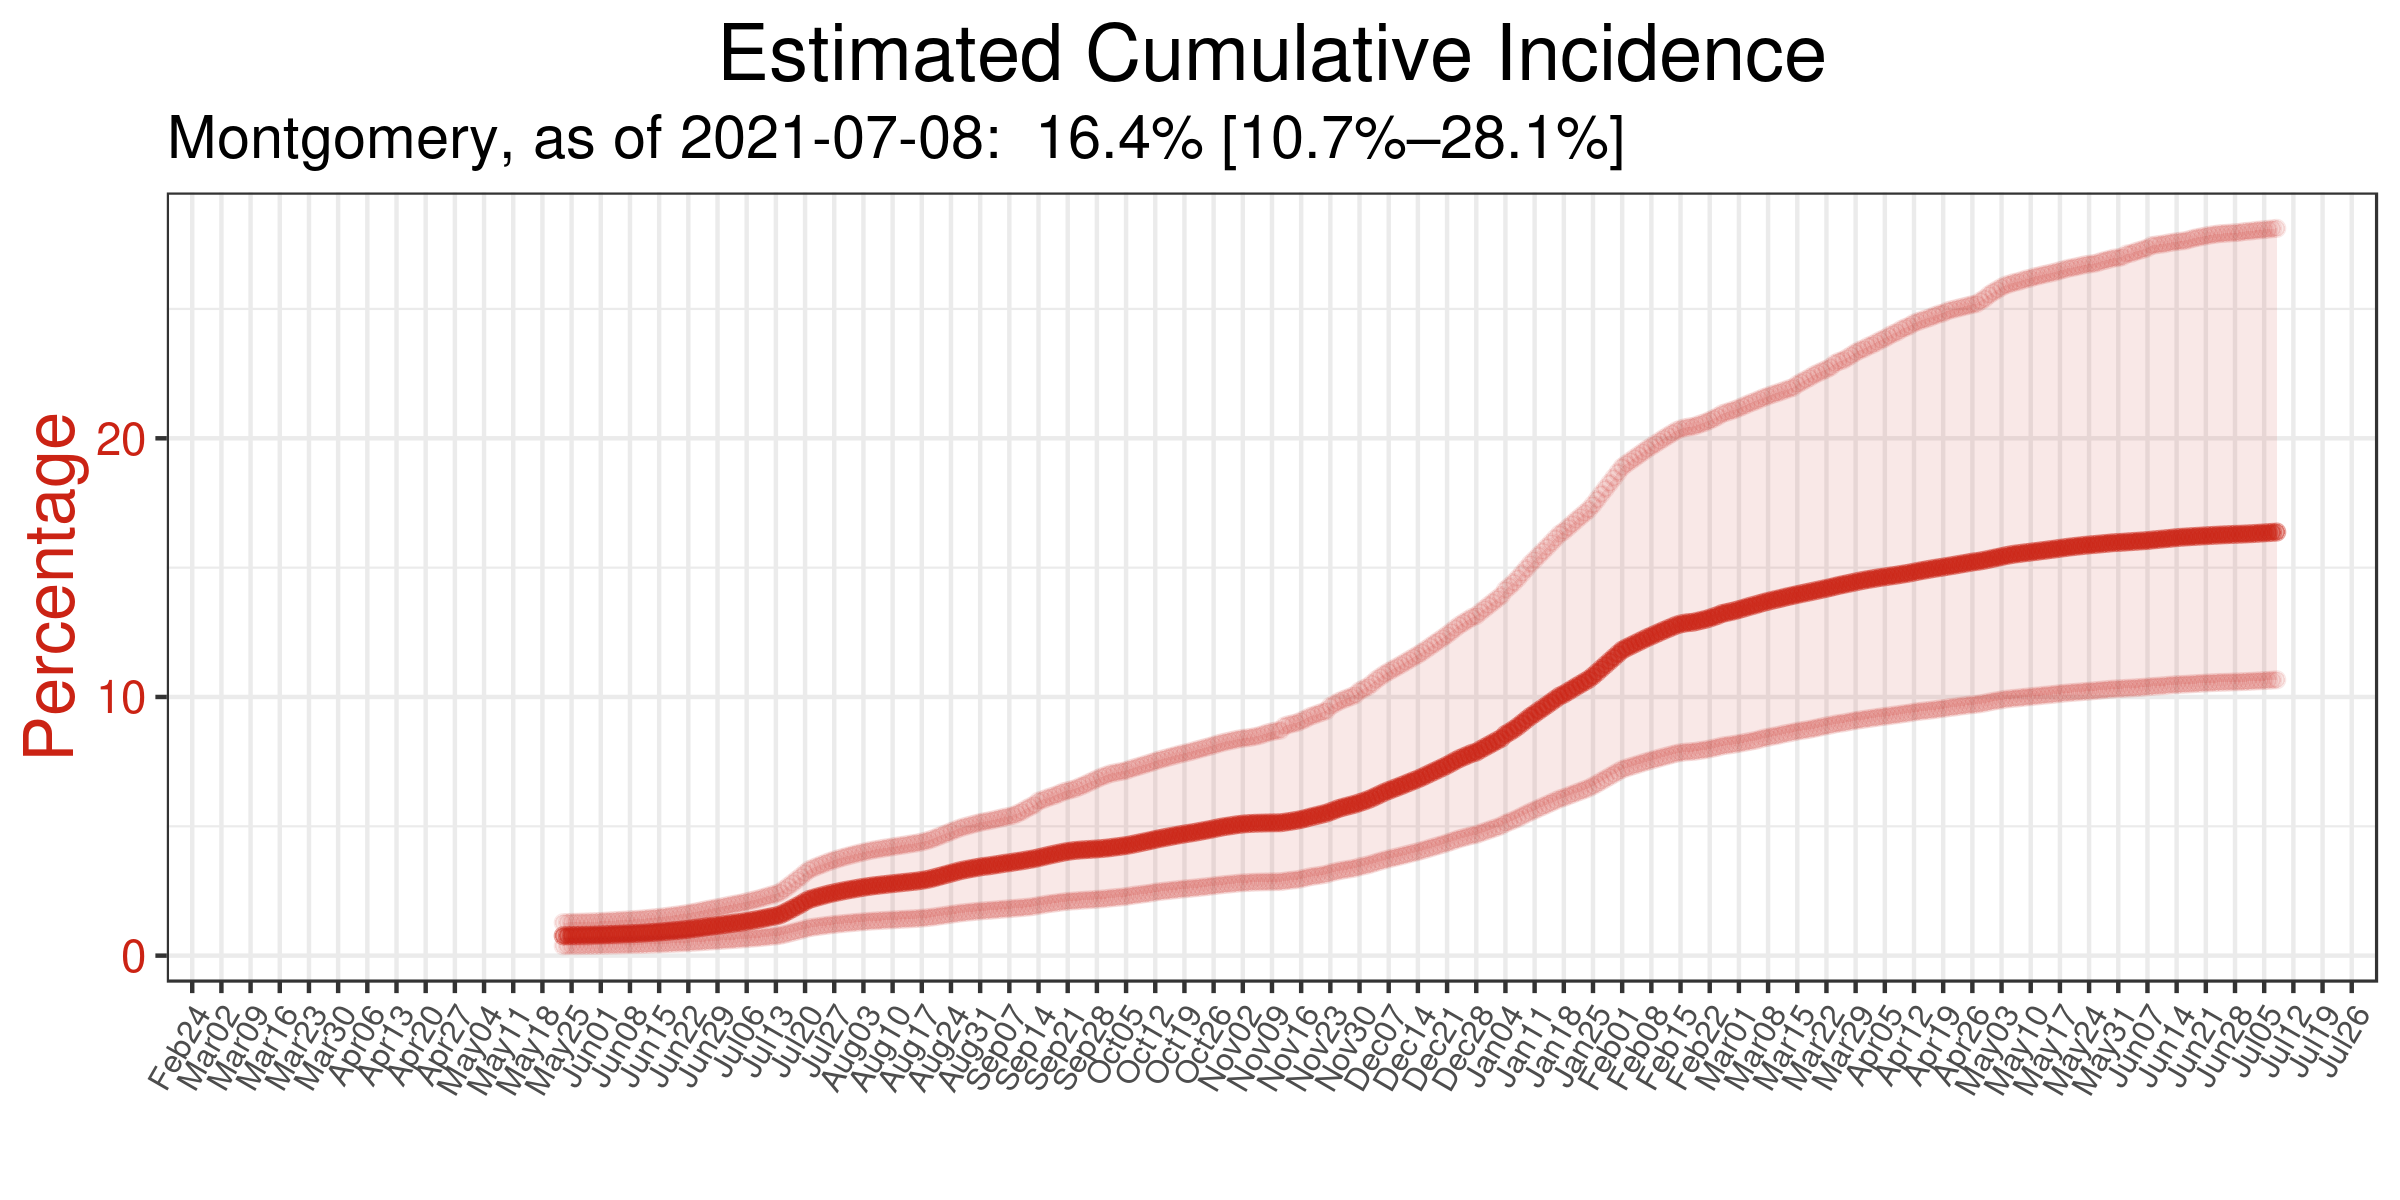 Estimated Cumulative Incidence
Montgomery, as of 2021-07-08:  16.4% [10.7%–28.1%]
Percentage
20
10
0
Feb24
Mar02
Mar09
Mar16
Mar23
Mar30
Apr06
Apr13
Apr20
Apr27
May04
May11
May18
May25
Jun01
Jun08
Jun15
Jun22
Jun29
Jul06
Jul13
Jul20
Jul27
Aug03
Aug10
Aug17
Aug24
Aug31
Sep07
Sep14
Sep21
Sep28
Oct05
Oct12
Oct19
Oct26
Nov02
Nov09
Nov16
Nov23
Nov30
Dec07
Dec14
Dec21
Dec28
Jan04
Jan11
Jan18
Jan25
Feb01
Feb08
Feb15
Feb22
Mar01
Mar08
Mar15
Mar22
Mar29
Apr05
Apr12
Apr19
Apr26
May03
May10
May17
May24
May31
Jun07
Jun14
Jun21
Jun28
Jul05
Jul12
Jul19
Jul26